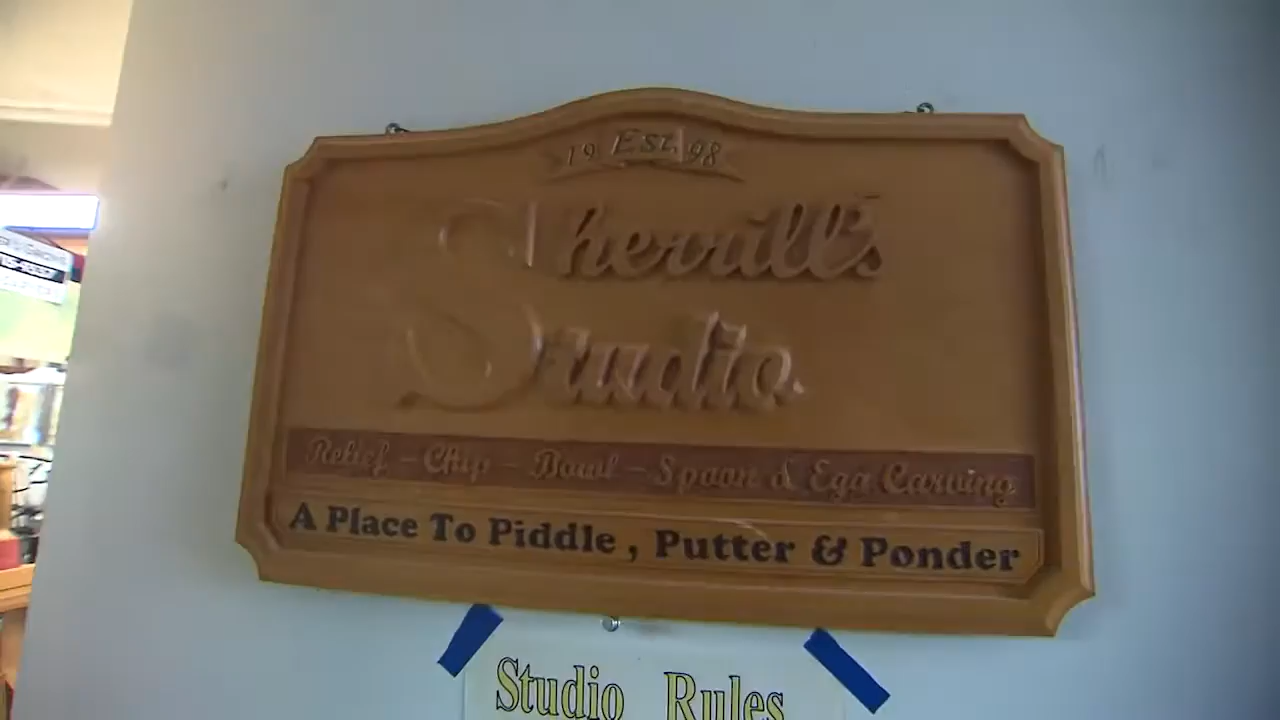 19 Est. 98
Sherrill's
Studio
Relief - Chip - Bowl - Spoon & Egg Carving
A Place To Piddle, Putter & Ponder
Studio Rules